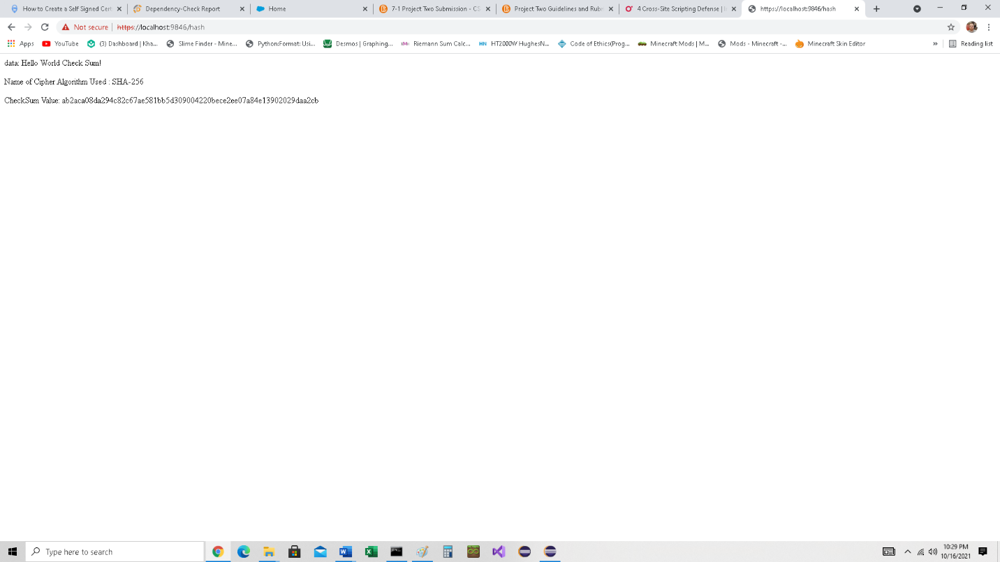 How to Create a Self Signed Cert
Dependency-Check Report
Home
7-1 Project Two Submission - CS
Project Two Guidelines and Rubri
4 Cross-Site Scripting Defense | I
https://localhost:9846/hash
Not secure | https://localhost:9846/hash
Apps
YouTube
(3) Dashboard | Kha...
Slime Finder - Mine...
Python:Format: Usi...
Desmos | Graphing...
Riemann Sum Calc...
HN HT2000W HughesN...
Code of Ethics(Prog...
Minecraft Mods | M...
Mods - Minecraft -...
Minecraft Skin Editor
»
Reading list
data: Hello World Check Sum!
Name of Cipher Algorithm Used : SHA-256
CheckSum Value: ab2aca08da294c82c67ae581bb5d309004220bece2ee07a84e13902029daa2cb
Type here to search
10:29 PM
10/16/2021